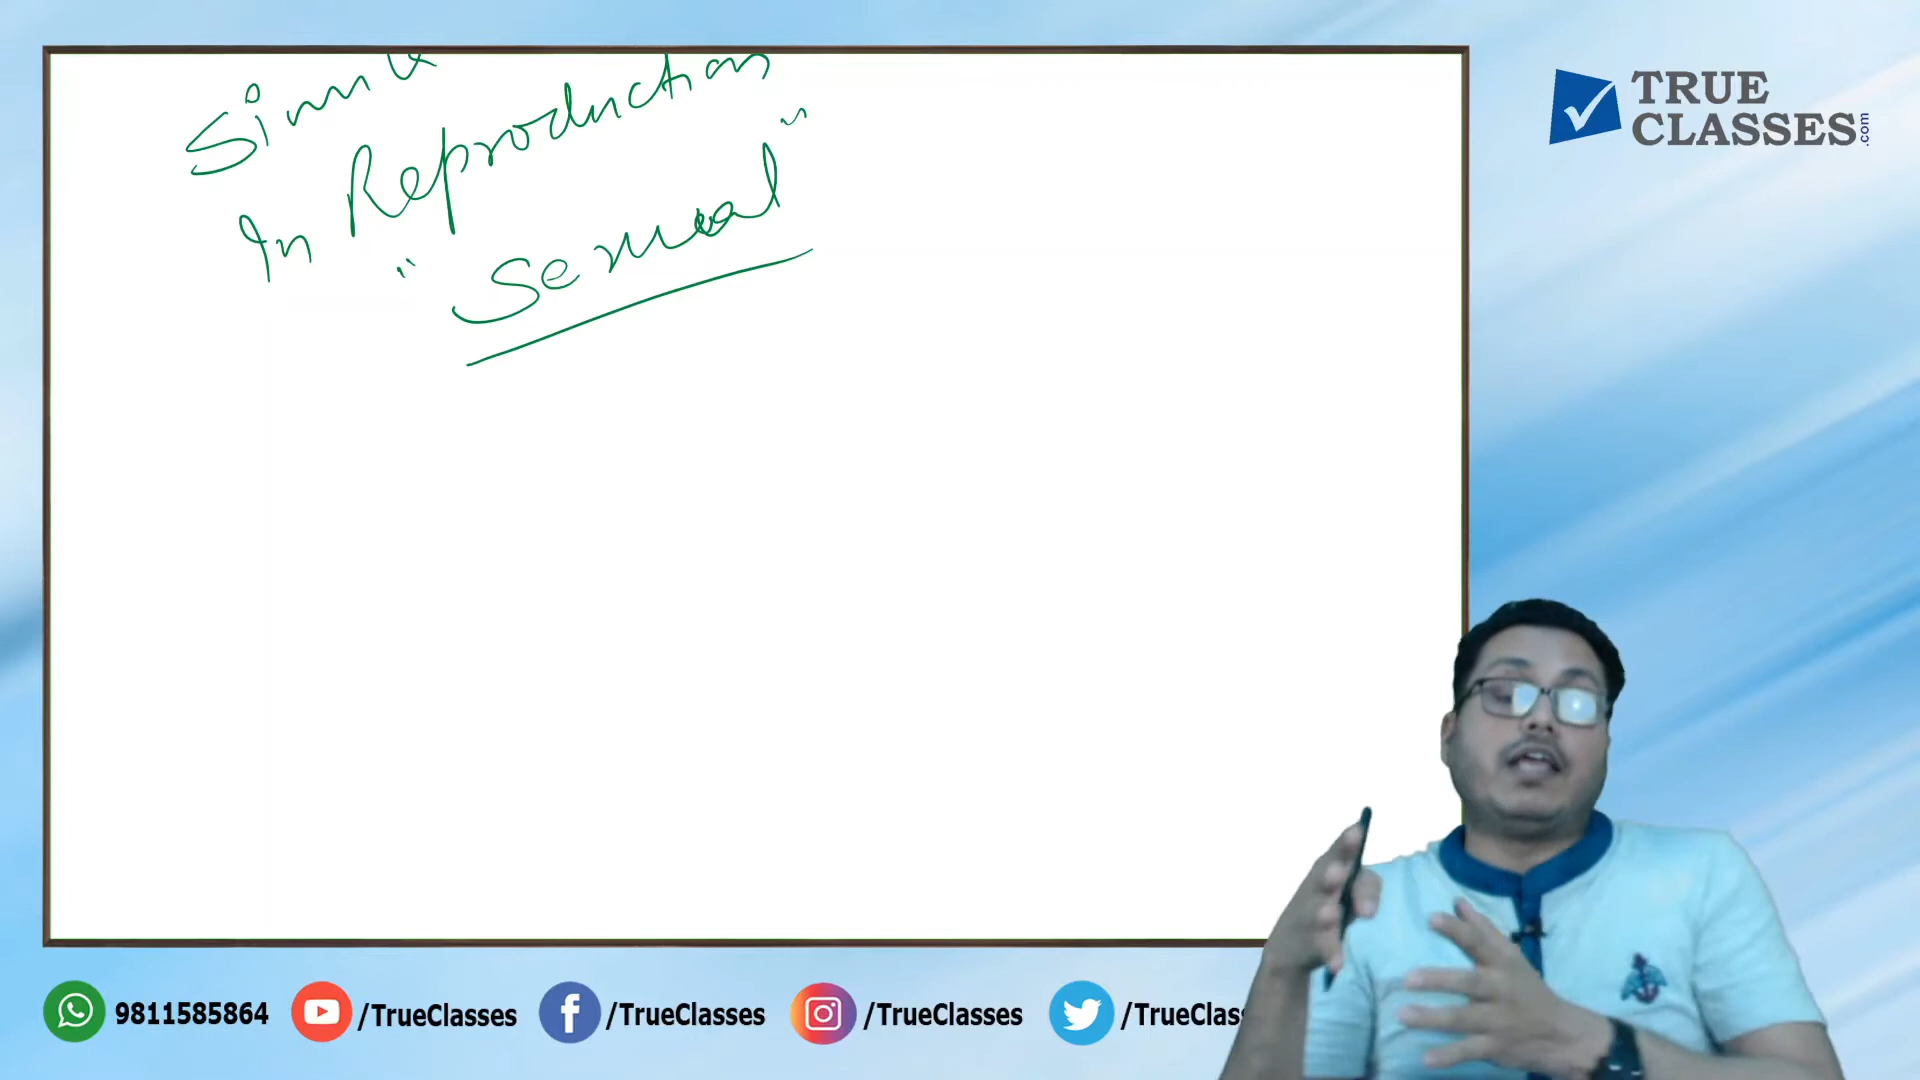 In Reproduction
" Sexual "
TRUE
CLASSES.com
9811585864 /TrueClasses /TrueClasses /TrueClasses